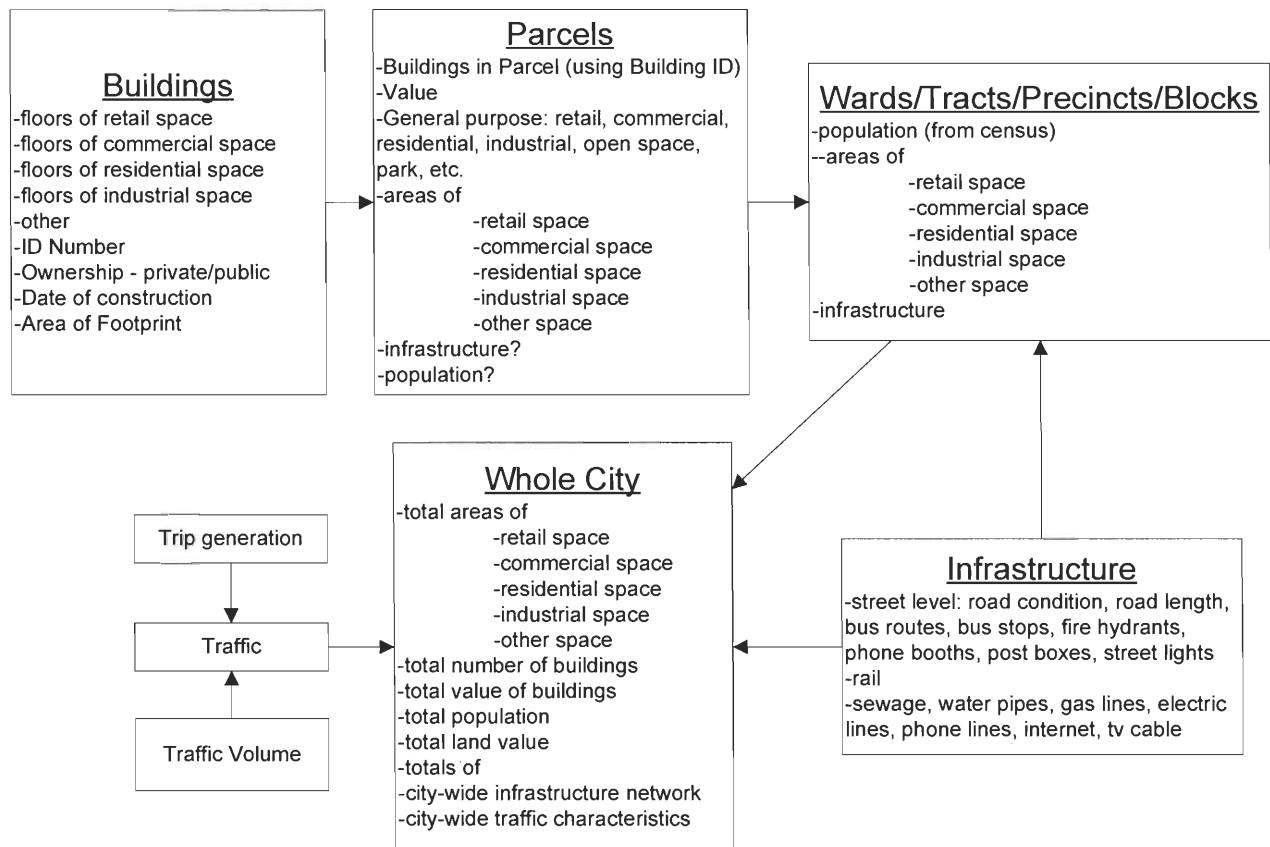 Buildings
-floors of retail space
-floors of commercial space
-floors of residential space
-floors of industrial space
-other
-ID Number
-Ownership - private/public
-Date of construction
-Area of Footprint
Parcels
-Buildings in Parcel (using Building ID)
-Value
-General purpose: retail, commercial,
residential, industrial, open space,
park, etc.
-areas of
-retail space
-commercial space
-residential space
-industrial space
-other space
-infrastructure?
-population?
Wards/Tracts/Precincts/Blocks
-population (from census)
--areas of
-retail space
-commercial space
-residential space
-industrial space
-other space
-infrastructure
Trip generation
Traffic
Traffic Volume
Whole City
-total areas of
-retail space
-commercial space
-residential space
-industrial space
-other space
-total number of buildings
-total value of buildings
-total population
-total land value
-totals of
-city-wide infrastructure network
-city-wide traffic characteristics
Infrastructure
-street level: road condition, road length,
bus routes, bus stops, fire hydrants,
phone booths, post boxes, street lights
-rail
-sewage, water pipes, gas lines, electric
lines, phone lines, internet, tv cable